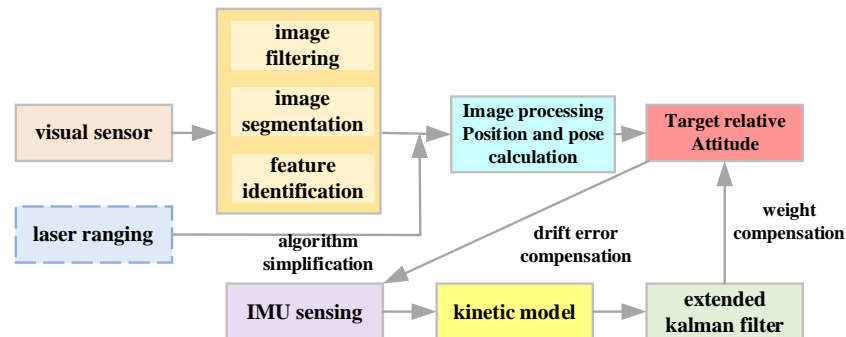 image
filtering
image
segmentation
feature
identification
visual sensor
laser ranging
Image processing
Position and pose
calculation
Target relative
Attitude
algorithm
simplification
drift error
compensation
weight
compensation
IMU sensing
kinetic model
extended
kalman filter